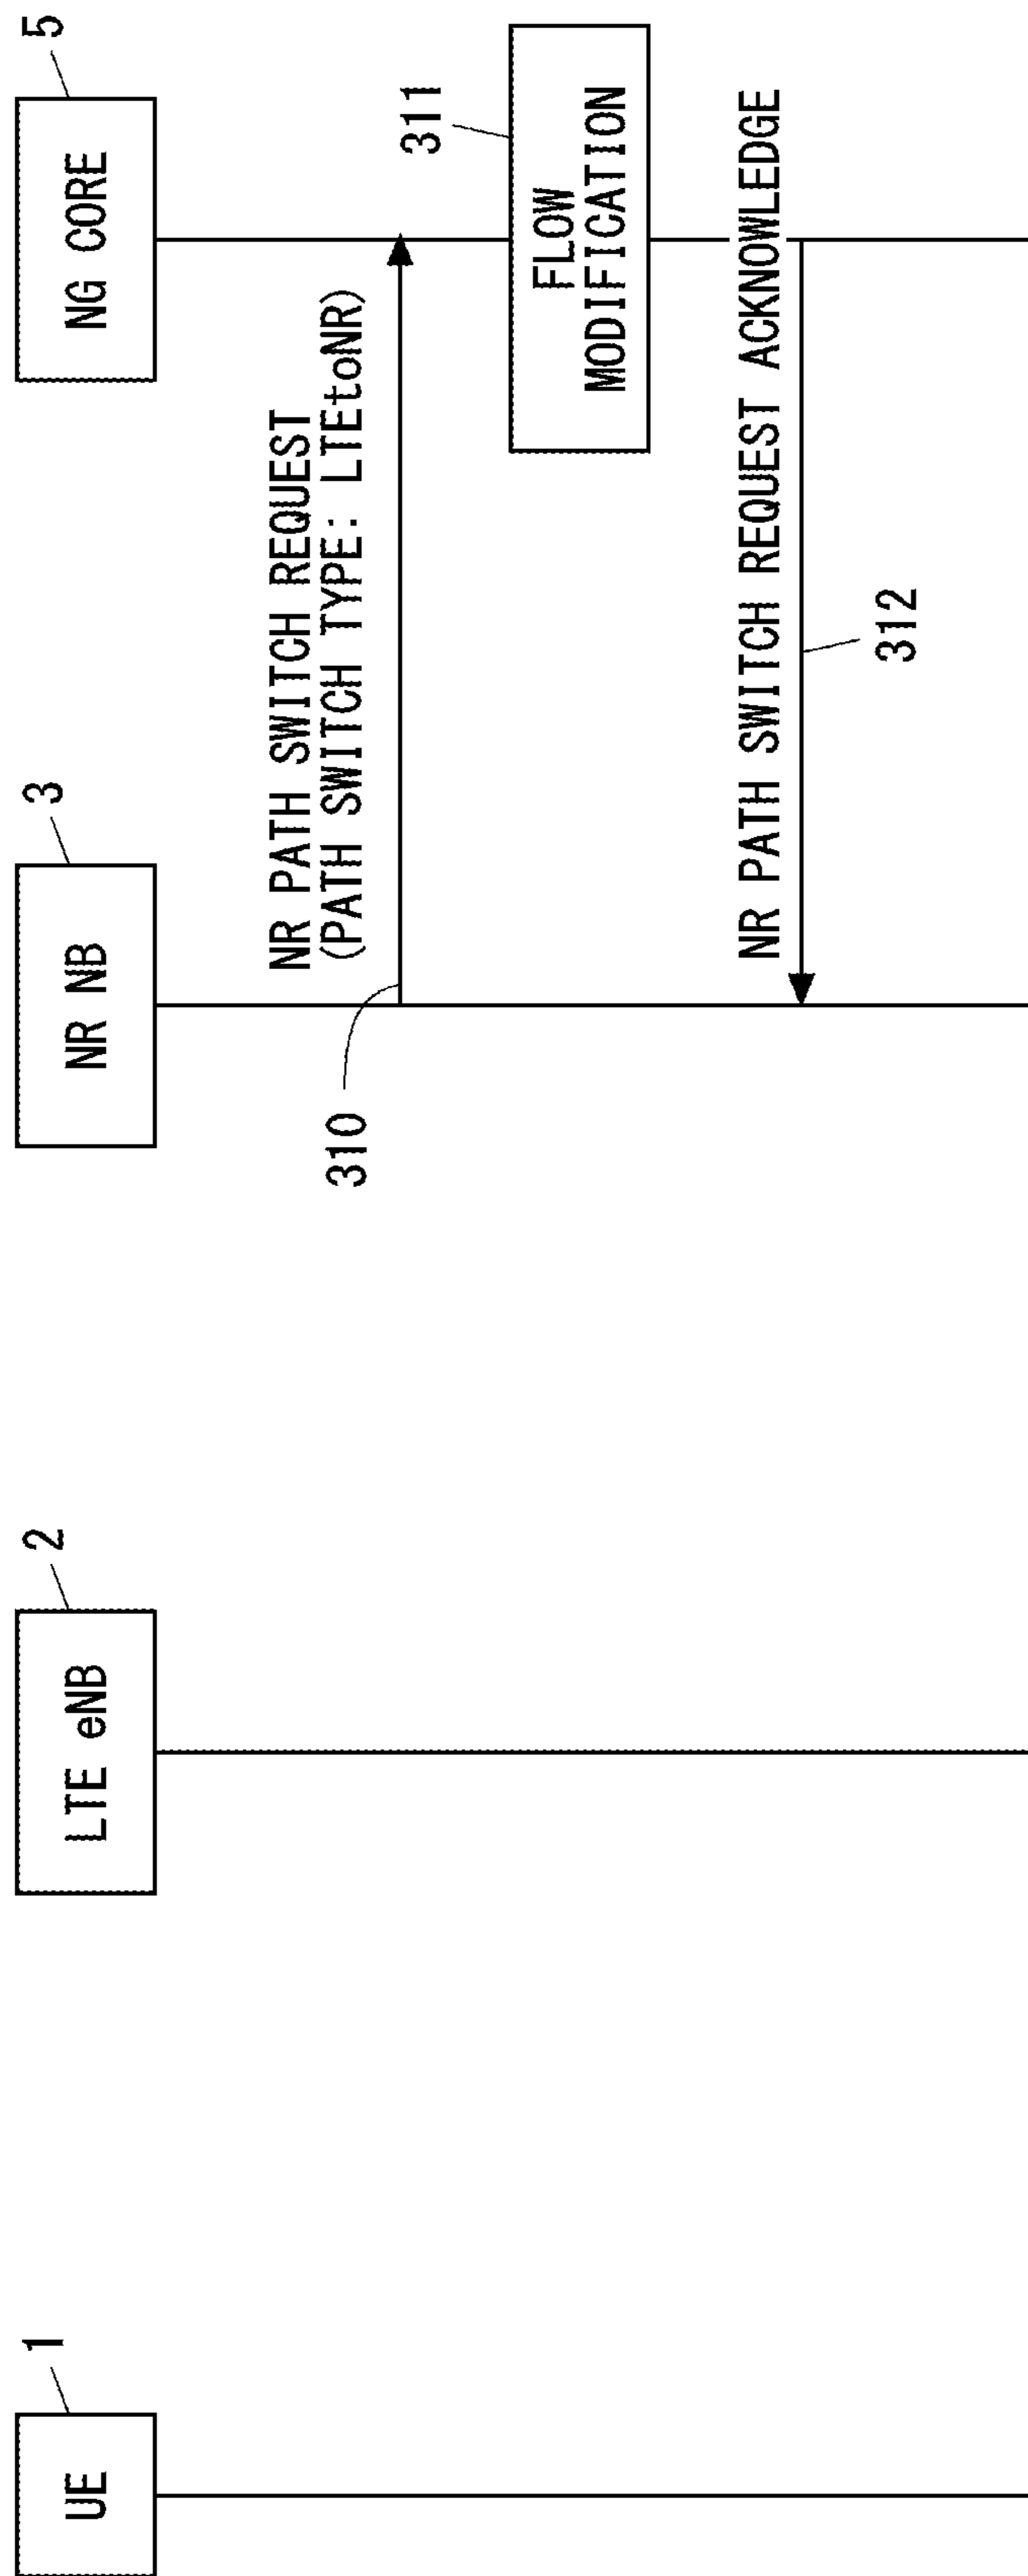 UE
1
LTE eNB
2
NR NB
3
NG CORE
5
NR PATH SWITCH REQUEST
(PATH SWITCH TYPE: LTEtoNR)
310
FLOW
MODIFICATION
311
NR PATH SWITCH REQUEST ACKNOWLEDGE
312